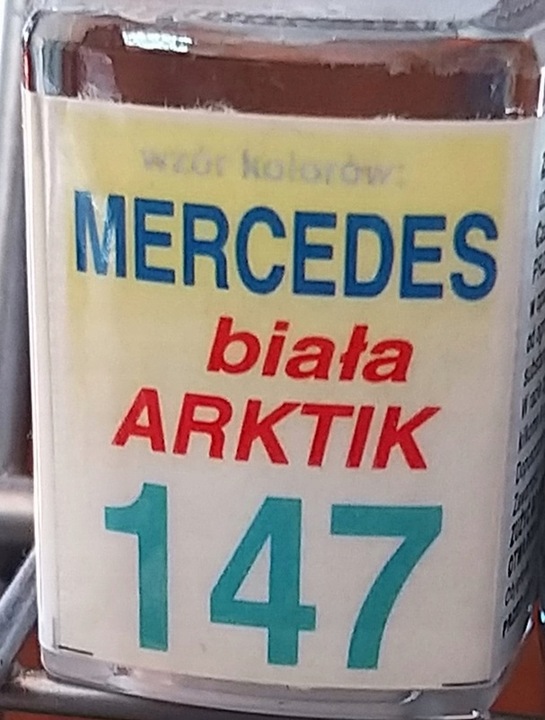 wzór kolorów:
MERCEDES
biała
ARKTIK
147